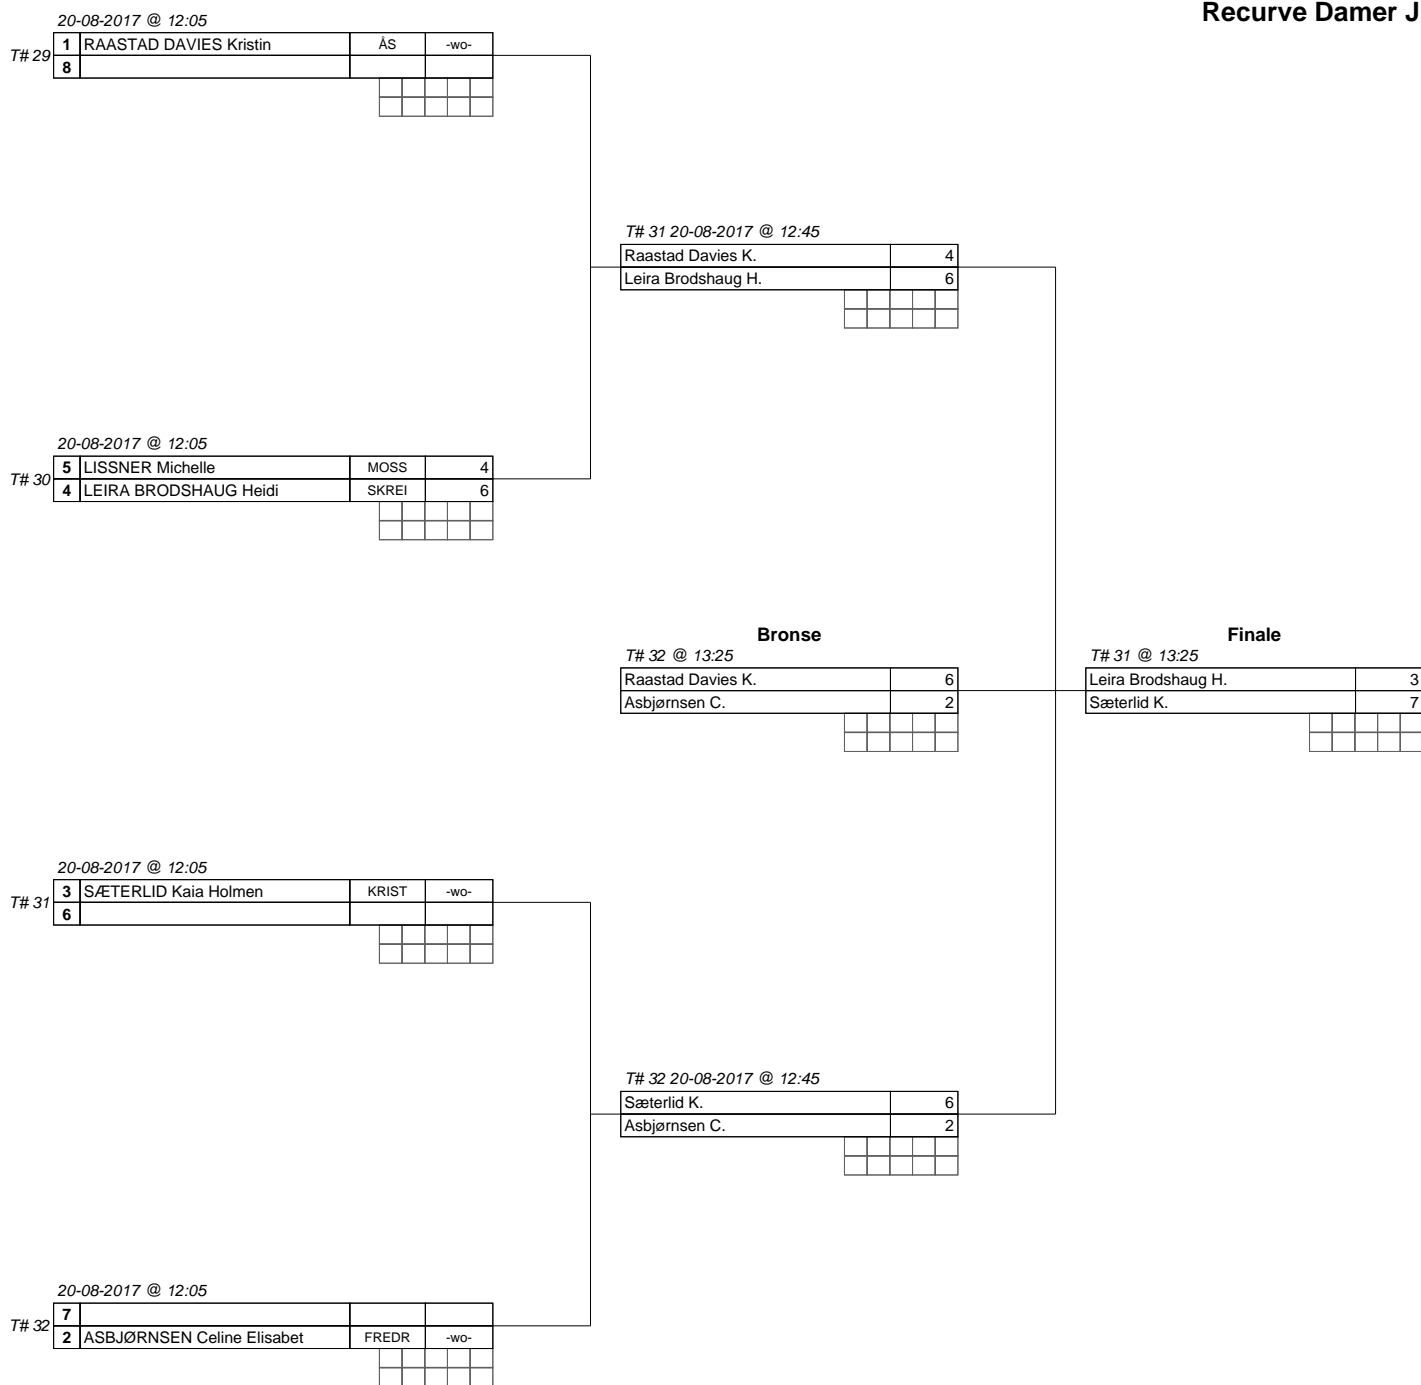 Recurve Damer J
20-08-2017 @ 12:05
T# 29
1 RAASTAD DAVIES Kristin ÅS -wo-
8
T# 31 20-08-2017 @ 12:45
Raastad Davies K. 4
Leira Brodshaug H. 6
20-08-2017 @ 12:05
T# 30
5 LISSNER Michelle MOSS 4
4 LEIRA BRODSHAUG Heidi SKREI 6
Bronse
T# 32 @ 13:25
Raastad Davies K. 6
Asbjørnsen C. 2
Finale
T# 31 @ 13:25
Leira Brodshaug H. 3
Sæterlid K. 7
20-08-2017 @ 12:05
T# 31
3 SÆTERLID Kaia Holmen KRIST -wo-
6
T# 32 20-08-2017 @ 12:45
Sæterlid K. 6
Asbjørnsen C. 2
20-08-2017 @ 12:05
T# 32
7
2 ASBJØRNSEN Celine Elisabet FREDR -wo-